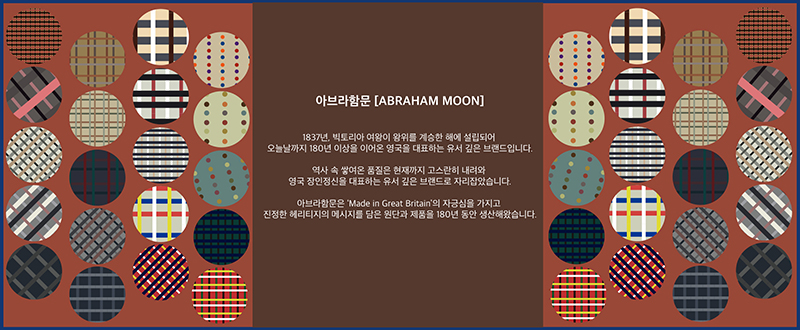 아브라함문 [ABRAHAM MOON]
1837년, 빅토리아 여왕이 왕위를 계승한 해에 설립되어
오늘날까지 180년 이상을 이어온 영국을 대표하는 유서 깊은 브랜드입니다.
역사 속 쌓여온 품질은 현재까지 고스란히 내려와
영국 장인정신을 대표하는 유서 깊은 브랜드로 자리잡았습니다.
아브라함문은 'Made in Great Britain'의 자긍심을 가지고
진정한 헤리티지의 메시지를 담은 원단과 제품을 180년 동안 생산해왔습니다.